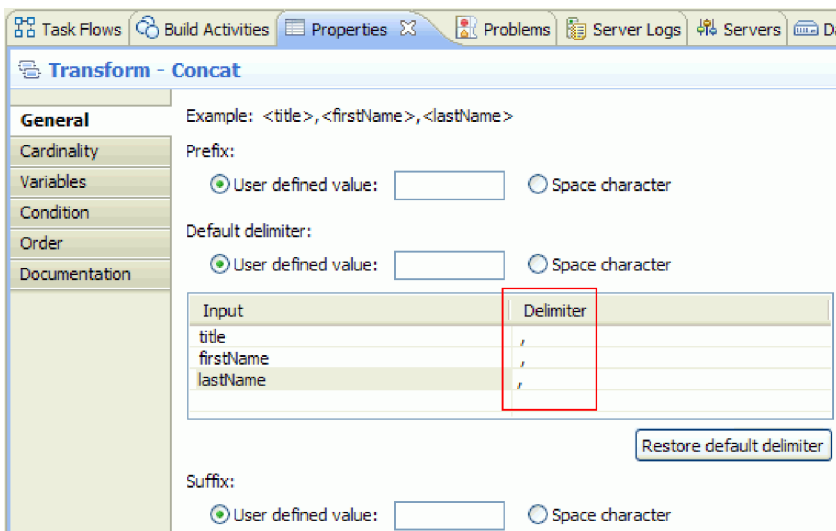 Task Flows Build Activities Properties Problems Server Logs Servers D
Transform - Concat
General
Cardinality
Variables
Condition
Order
Documentation
Example: <title>,<firstName>,<lastName>
Prefix:
User defined value: Space character
Default delimiter:
User defined value: Space character
Input Delimiter
title ,
firstName ,
lastName ,
Restore default delimiter
Suffix:
User defined value: Space character